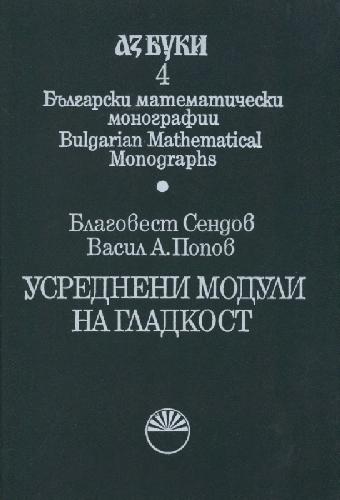 АЗ БУКИ
4
Български математически
монографии
Bulgarian Mathematical
Monographs
Благовест Сендов
Васил А. Попов
УСРЕДНЕНИ МОДУЛИ
НА ГЛАДКОСТ